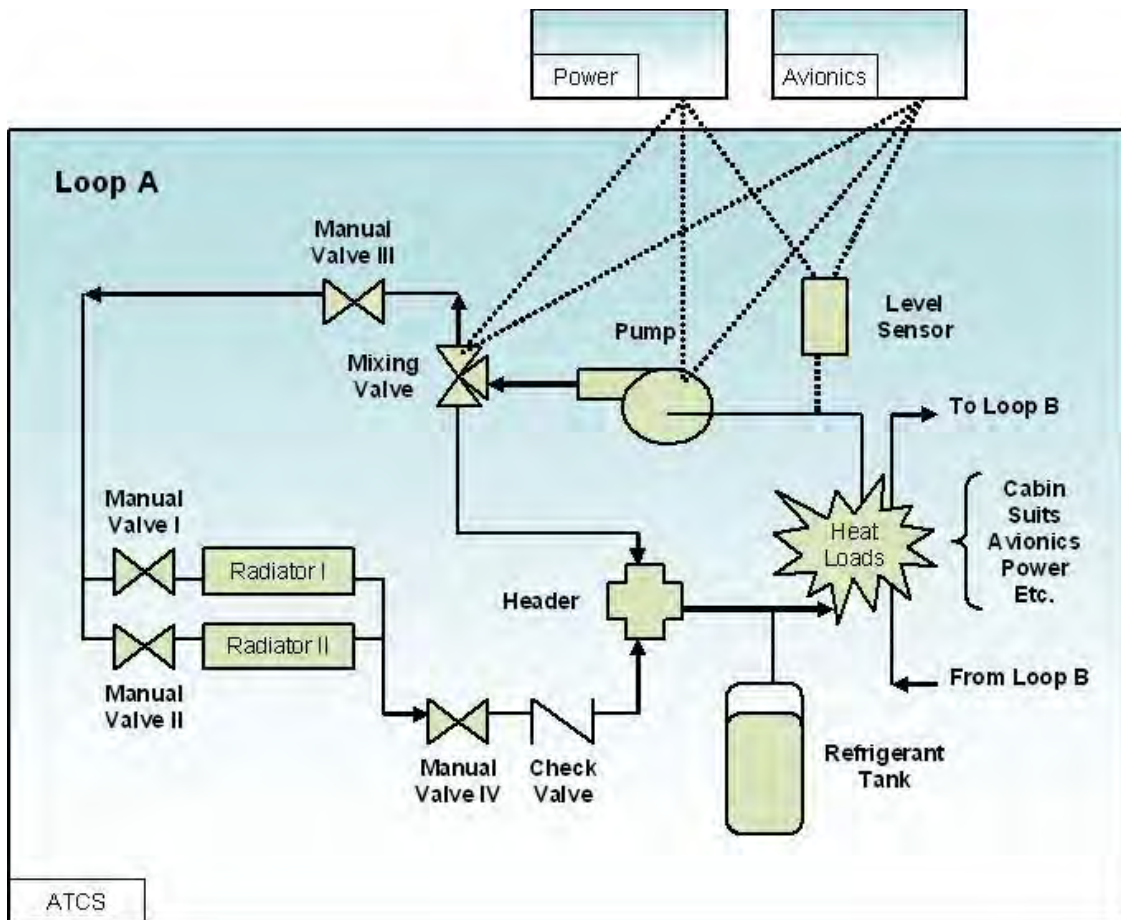 Power
Avionics
Loop A
Manual
Valve III
Level
Sensor
Pump
Mixing
Valve
To Loop B
Manual
Valve I
Cabin
Suits
Avionics
Power
Etc.
Heat
Loads
Radiator I
Header
Radiator II
From Loop B
Manual
Valve II
Manual
Valve IV
Check
Valve
Refrigerant
Tank
ATCS